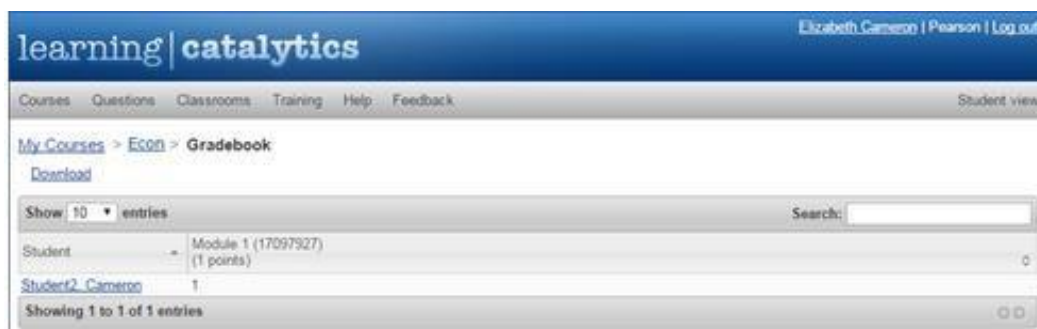 Elizabeth Cameron | Pearson | Log out
learning | catalytics
Courses Questions Classrooms Training Help Feedback Student view
My Courses > Econ > Gradebook
Download
Show 10 entries Search:
Student Module 1 (17097927)
(1 points)
Student2, Cameron 1
Showing 1 to 1 of 1 entries